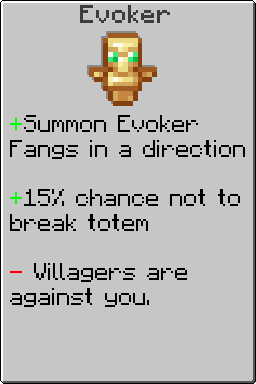 Evoker
+Summon Evoker
Fangs in a direction
+15% chance not to
break totem
- Villagers are
against you.